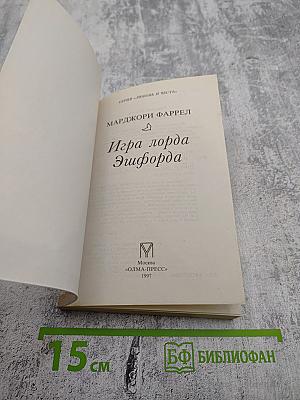 СЕРИЯ «ЛЮБОВЬ И ЧЕСТЬ»
МАРДЖОРИ ФАРРЕЛ
Игра лорда
Эшфорда
Москва
«ОЛМА-ПРЕСС»
1997
15 см
БФ БИБЛИОФАН